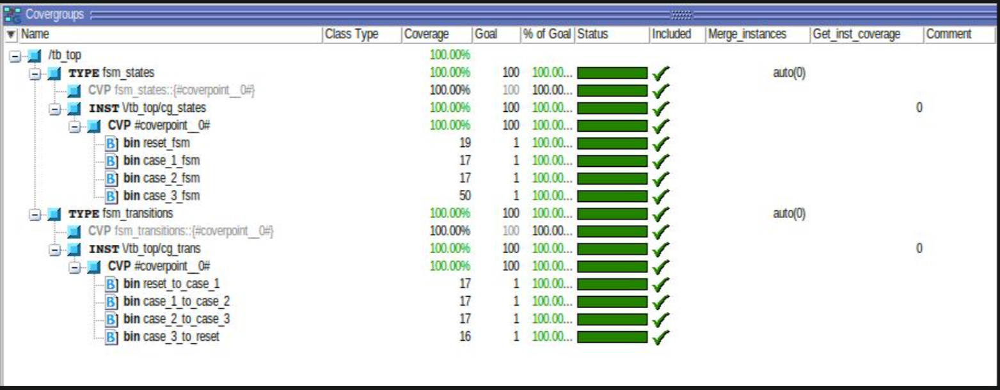 Covergroups
Name Class Type Coverage Goal % of Goal Status Included Merge_instances Get_inst_coverage Comment
/tb_top 100.00%
TYPE fsm_states 100.00% 100 100.00... auto(0)
CVP fsm_states::{#coverpoint__0#} 100.00% 100 100.00...
INST \/tb_top/cg_states 100.00% 100 100.00... 0
CVP #coverpoint__0# 100.00% 100 100.00...
B] bin reset_fsm 19 1 100.00...
B] bin case_1_fsm 17 1 100.00...
B] bin case_2_fsm 17 1 100.00...
B] bin case_3_fsm 50 1 100.00...
TYPE fsm_transitions 100.00% 100 100.00... auto(0)
CVP fsm_transitions::{#coverpoint__0#} 100.00% 100 100.00...
INST \/tb_top/cg_trans 100.00% 100 100.00... 0
CVP #coverpoint__0# 100.00% 100 100.00...
B] bin reset_to_case_1 17 1 100.00...
B] bin case_1_to_case_2 17 1 100.00...
B] bin case_2_to_case_3 17 1 100.00...
B] bin case_3_to_reset 16 1 100.00...